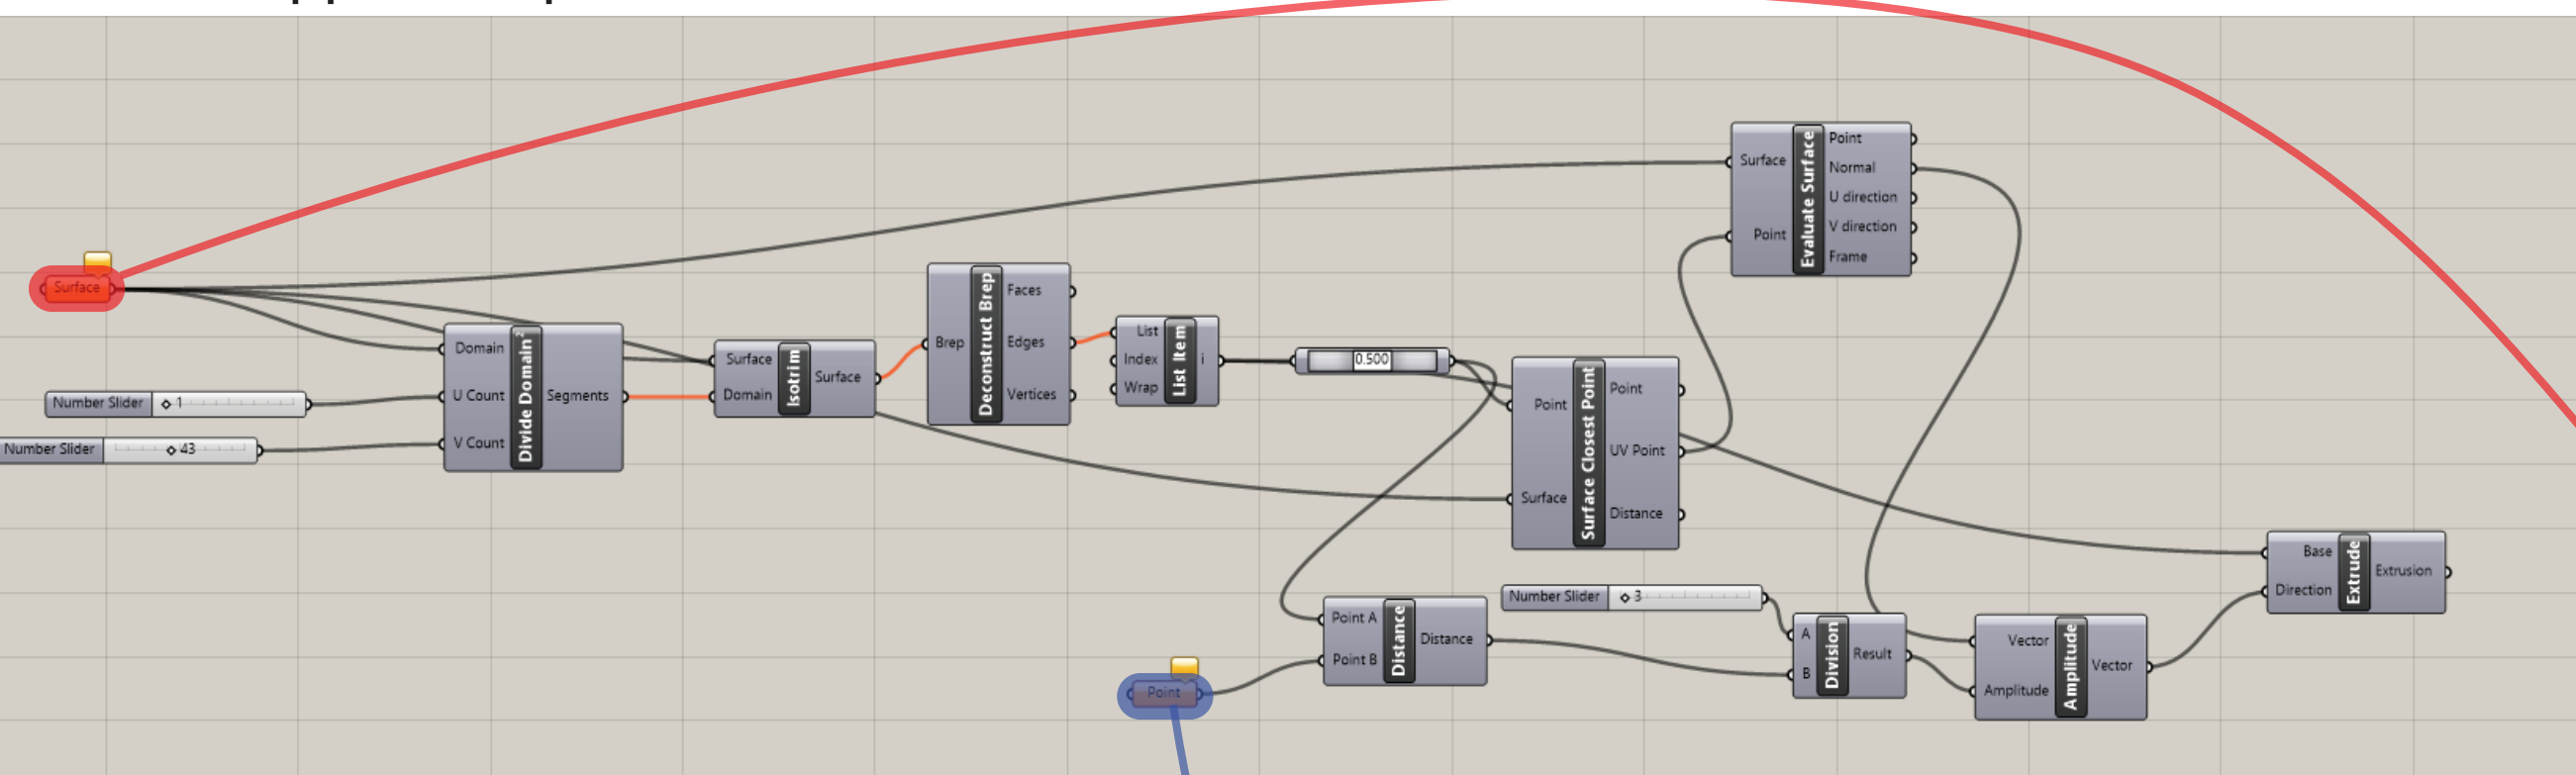 Surface
Number Slider 1
Number Slider 43
Domain
U Count
V Count
Divide Domain²
Segments
Surface
Domain
Isotrim
Surface
Brep
Deconstruct Brep
Faces
Edges
Vertices
List
Index
Wrap
List Item
i
0.500
Point
Surface
Surface Closest Point
Point
UV Point
Distance
Surface
Point
Evaluate Surface
Point
Normal
U direction
V direction
Frame
Point
Point A
Point B
Distance
Distance
Number Slider 3
A
B
Division
Result
Vector
Amplitude
Amplitude
Vector
Base
Direction
Extrude
Extrusion